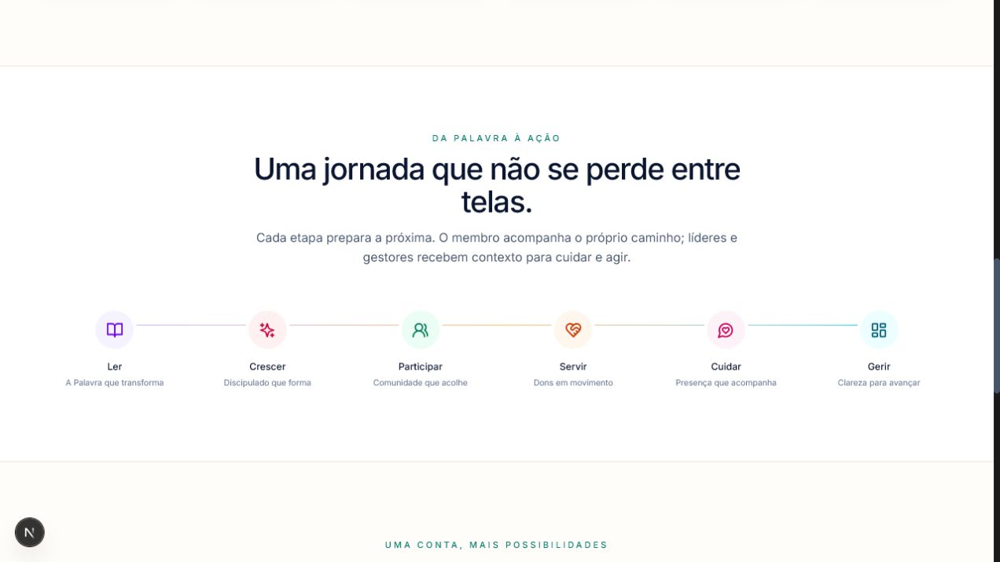 DA PALAVRA À AÇÃO
Uma jornada que não se perde entre
telas.
Cada etapa prepara a próxima. O membro acompanha o próprio caminho; líderes e
gestores recebem contexto para cuidar e agir.
Ler
A Palavra que transforma
Crescer
Discipulado que forma
Participar
Comunidade que acolhe
Servir
Dons em movimento
Cuidar
Presença que acompanha
Gerir
Clareza para avançar
N
UMA CONTA, MAIS POSSIBILIDADES